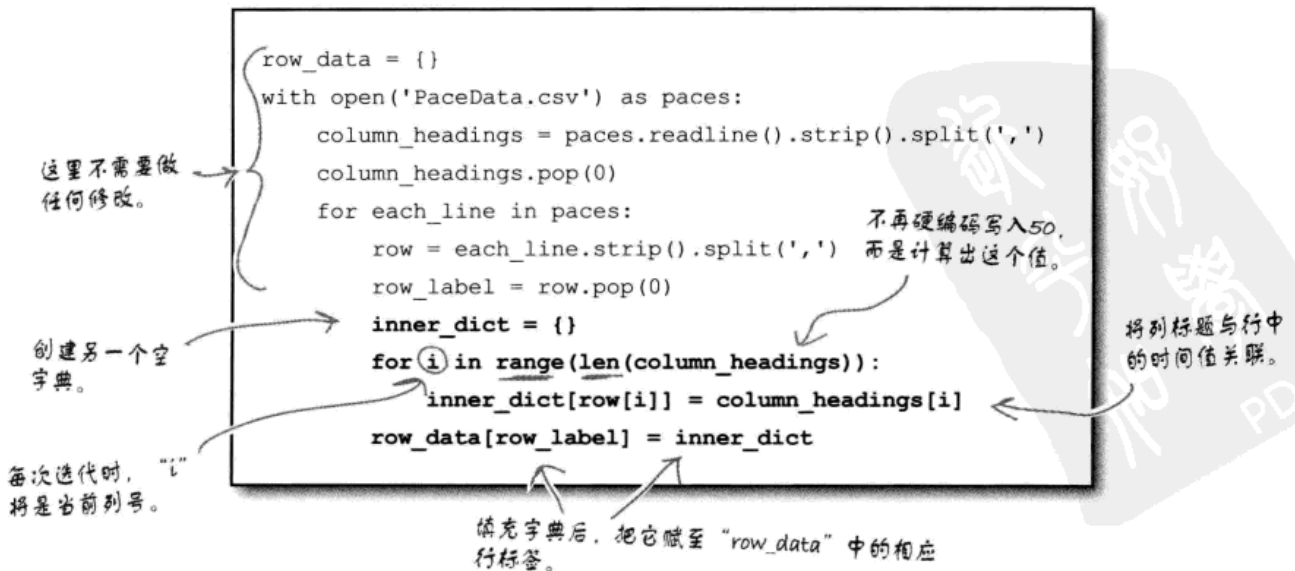 row_data = {}
with open('PaceData.csv') as paces:
column_headings = paces.readline().strip().split(',')
这里不需要做
任何修改。
column_headings.pop(0)
for each_line in paces:
不再硬编码写入50，
而是计算出这个值。
row = each_line.strip().split(',')
row_label = row.pop(0)
创建另一个空
字典。
inner_dict = {}
for i in range(len(column_headings)):
将列标题与行中
的时间值关联。
inner_dict[row[i]] = column_headings[i]
row_data[row_label] = inner_dict
每次迭代时，“i”
将是当前列号。
填充字典后，把它赋至“row_data”中的相应
行标签。
PD